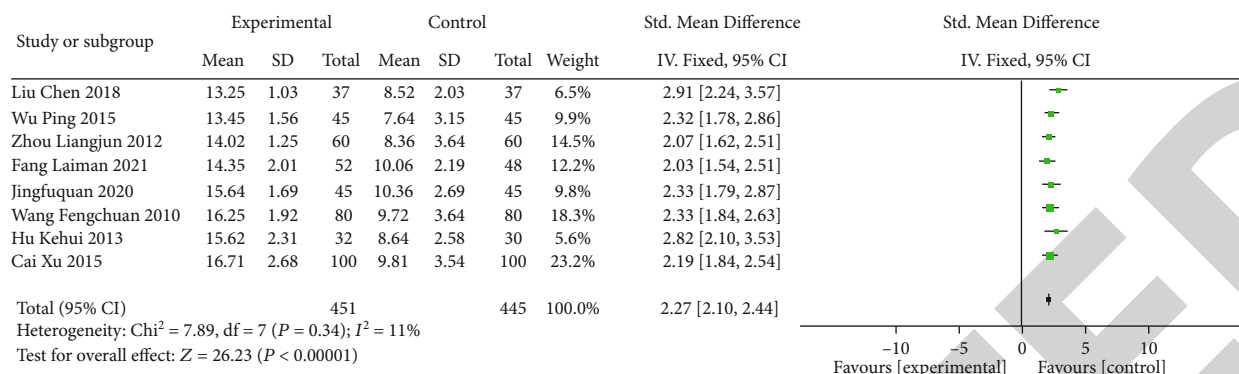 Study or subgroup Experimental Control Std. Mean Difference Std. Mean Difference
Mean SD Total Mean SD Total Weight IV. Fixed, 95% CI IV. Fixed, 95% CI
Liu Chen 2018 13.25 1.03 37 8.52 2.03 37 6.5% 2.91 [2.24, 3.57]
Wu Ping 2015 13.45 1.56 45 7.64 3.15 45 9.9% 2.32 [1.78, 2.86]
Zhou Liangjun 2012 14.02 1.25 60 8.36 3.64 60 14.5% 2.07 [1.62, 2.51]
Fang Laiman 2021 14.35 2.01 52 10.06 2.19 48 12.2% 2.03 [1.54, 2.51]
Jingfuquan 2020 15.64 1.69 45 10.36 2.69 45 9.8% 2.33 [1.79, 2.87]
Wang Fengchuan 2010 16.25 1.92 80 9.72 3.64 80 18.3% 2.33 [1.84, 2.63]
Hu Kehui 2013 15.62 2.31 32 8.64 2.58 30 5.6% 2.82 [2.10, 3.53]
Cai Xu 2015 16.71 2.68 100 9.81 3.54 100 23.2% 2.19 [1.84, 2.54]
Total (95% CI) 451 445 100.0% 2.27 [2.10, 2.44]
Heterogeneity: Chi² = 7.89, df = 7 (P = 0.34); I² = 11%
Test for overall effect: Z = 26.23 (P < 0.00001)
−10 −5 0 5 10
Favours [experimental] Favours [control]